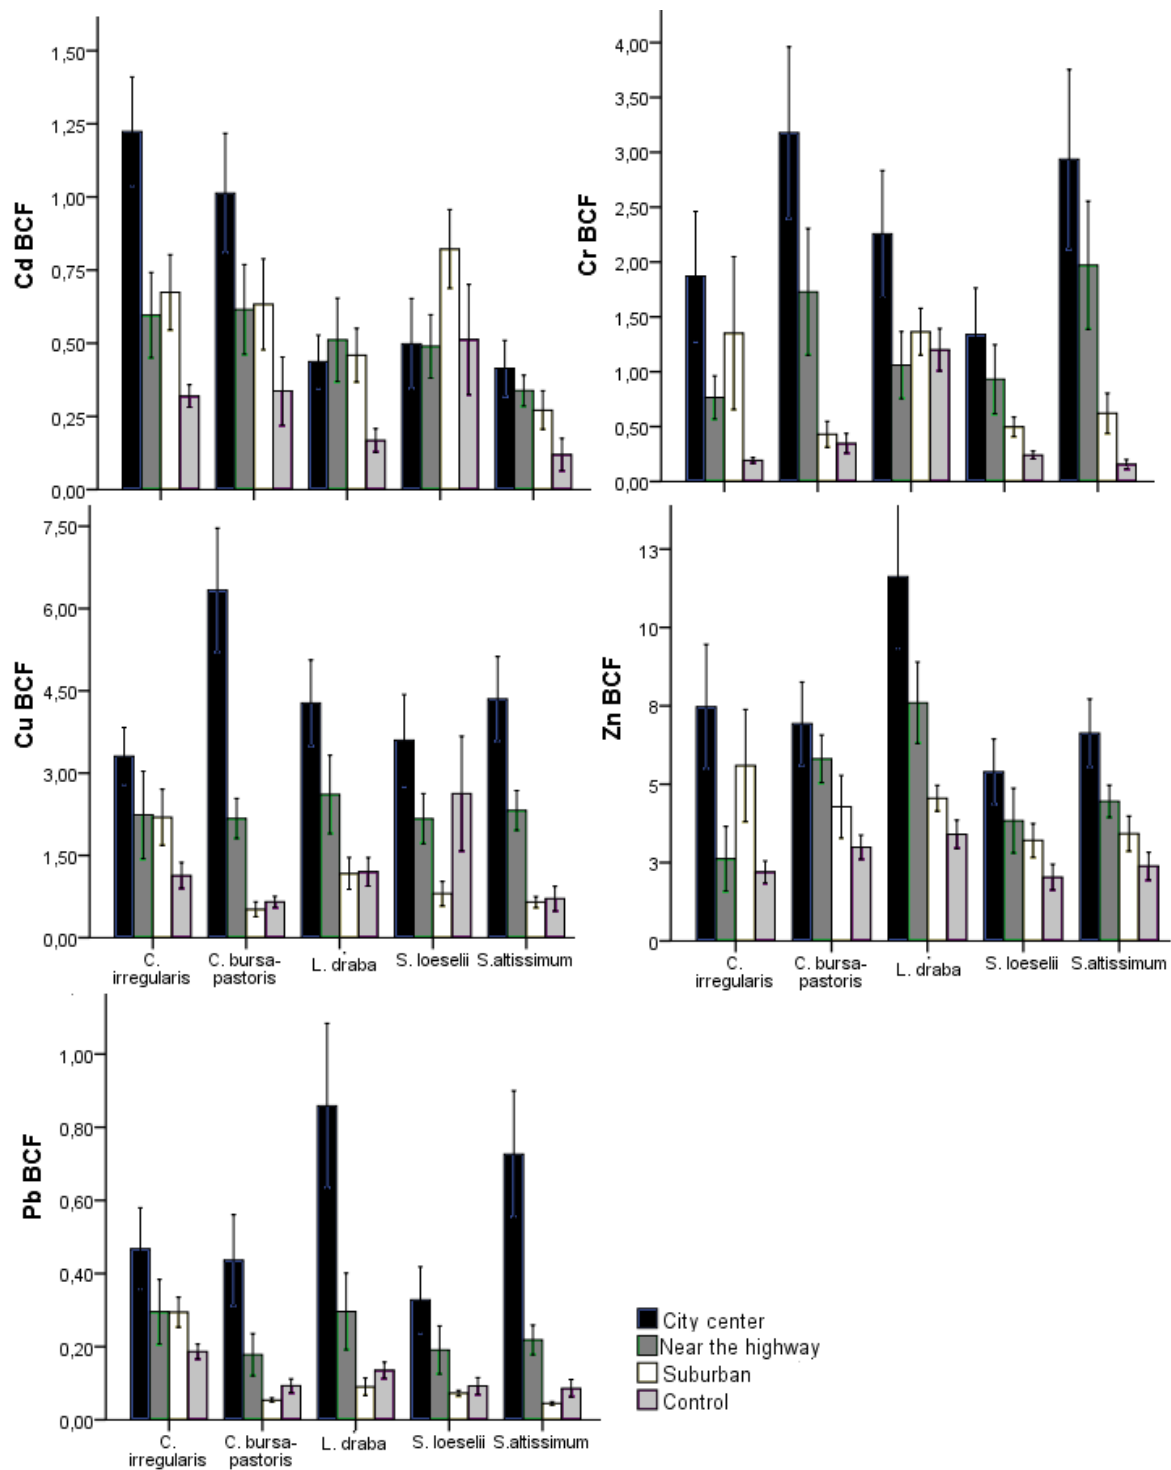 Cd BCF
1,50
1,25
1,00
0,75
0,50
0,25
0,00
Cr BCF
4,00
3,50
3,00
2,50
2,00
1,50
1,00
0,50
0,00
Cu BCF
7,50
6,00
4,50
3,00
1,50
0,00
C. irregularis
C. bursa-pastoris
L. draba
S. loeselii
S.altissimum
Zn BCF
13
10
8
5
3
0
C. irregularis
C. bursa-pastoris
L. draba
S. loeselii
S.altissimum
Pb BCF
1,00
0,80
0,60
0,40
0,20
0,00
C. irregularis
C. bursa-pastoris
L. draba
S. loeselii
S.altissimum
City center
Near the highway
Suburban
Control